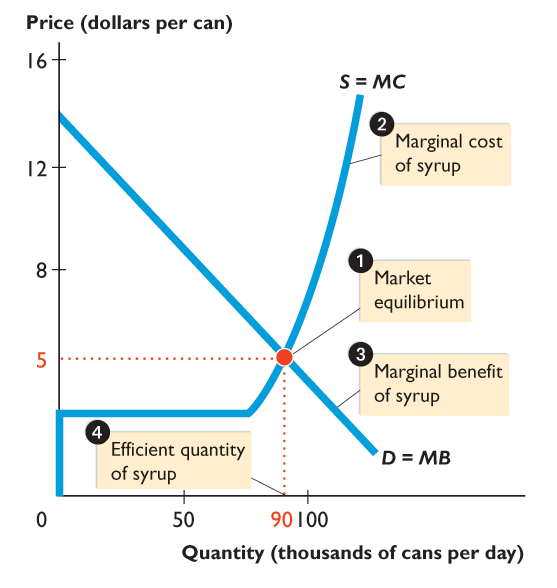 Price (dollars per can)
16
S = MC
2
Marginal cost
of syrup
12
1
Market
equilibrium
8
5
3
Marginal benefit
of syrup
4
Efficient quantity
of syrup
D = MB
0
50
90
100
Quantity (thousands of cans per day)